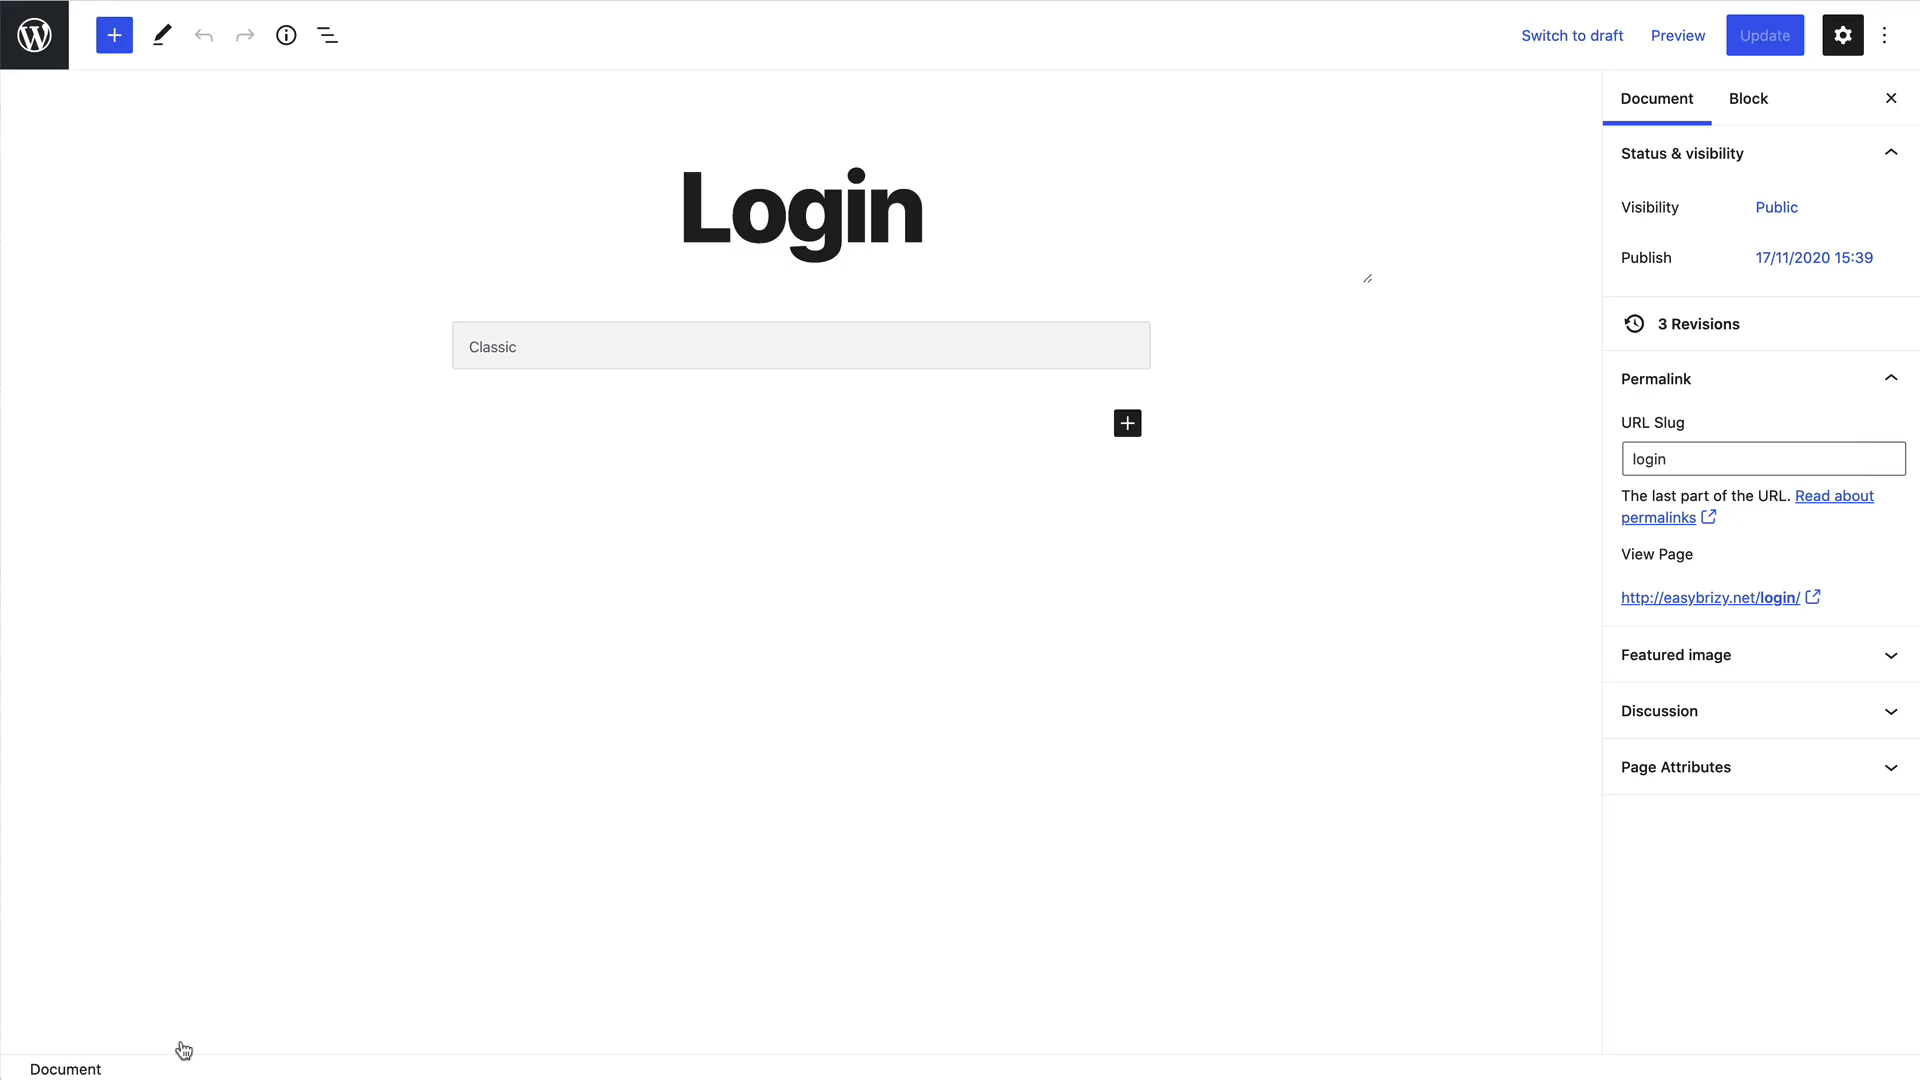 Switch to draft
Preview
Update
Document
Block
Status & visibility
Visibility
Public
Publish
17/11/2020 15:39
3 Revisions
Permalink
URL Slug
login
The last part of the URL. Read about
permalinks
View Page
http://easybrizy.net/login/
Featured image
Discussion
Page Attributes
Login
Classic
Document